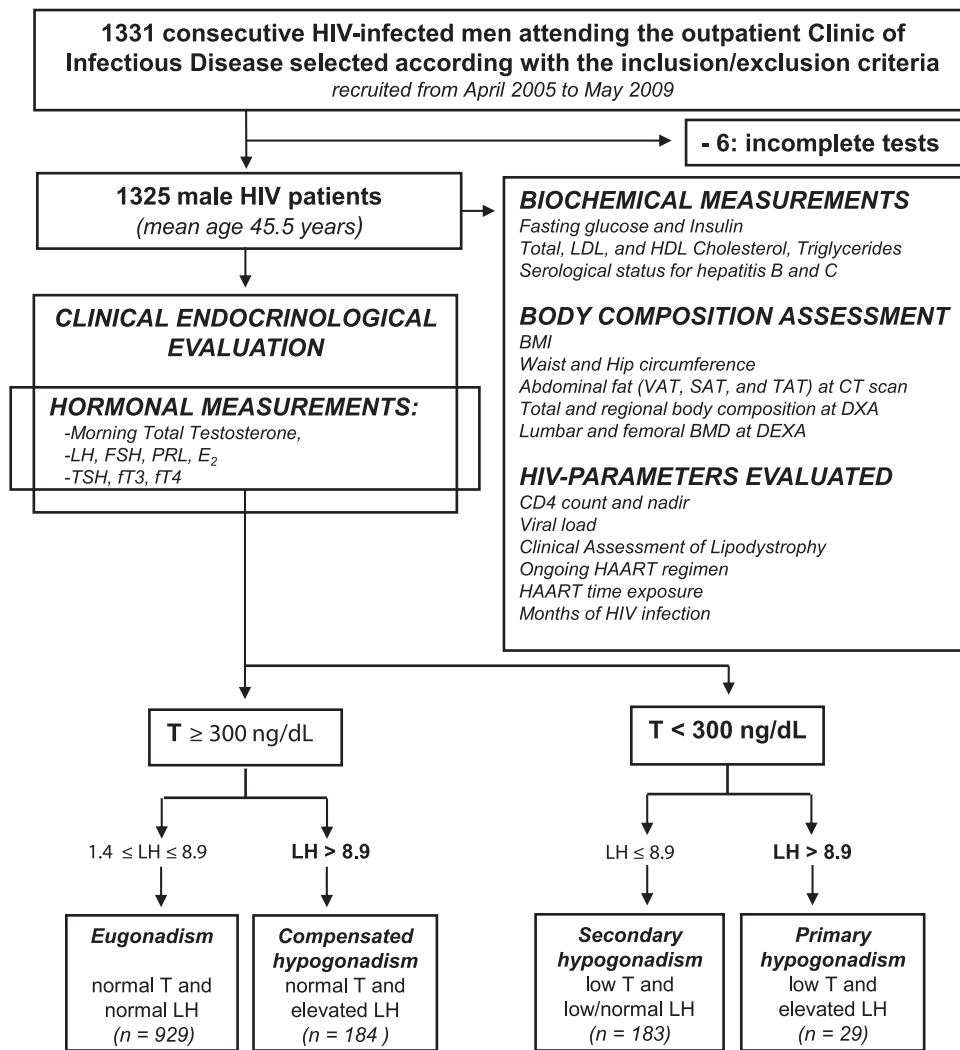 1331 consecutive HIV-infected men attending the outpatient Clinic of
Infectious Disease selected according with the inclusion/exclusion criteria
recruited from April 2005 to May 2009
- 6: incomplete tests
1325 male HIV patients
(mean age 45.5 years)
BIOCHEMICAL MEASUREMENTS
Fasting glucose and Insulin
Total, LDL, and HDL Cholesterol, Triglycerides
Serological status for hepatitis B and C
BODY COMPOSITION ASSESSMENT
BMI
Waist and Hip circumference
Abdominal fat (VAT, SAT, and TAT) at CT scan
Total and regional body composition at DXA
Lumbar and femoral BMD at DEXA
HIV-PARAMETERS EVALUATED
CD4 count and nadir
Viral load
Clinical Assessment of Lipodystrophy
Ongoing HAART regimen
HAART time exposure
Months of HIV infection
CLINICAL ENDOCRINOLOGICAL
EVALUATION
HORMONAL MEASUREMENTS:
-Morning Total Testosterone,
-LH, FSH, PRL, E₂
-TSH, fT3, fT4
T ≥ 300 ng/dL
T < 300 ng/dL
1.4 ≤ LH ≤ 8.9
LH > 8.9
LH ≤ 8.9
LH > 8.9
Eugonadism
normal T and
normal LH
(n = 929)
Compensated
hypogonadism
normal T and
elevated LH
(n = 184 )
Secondary
hypogonadism
low T and
low/normal LH
(n = 183)
Primary
hypogonadism
low T and
elevated LH
(n = 29)